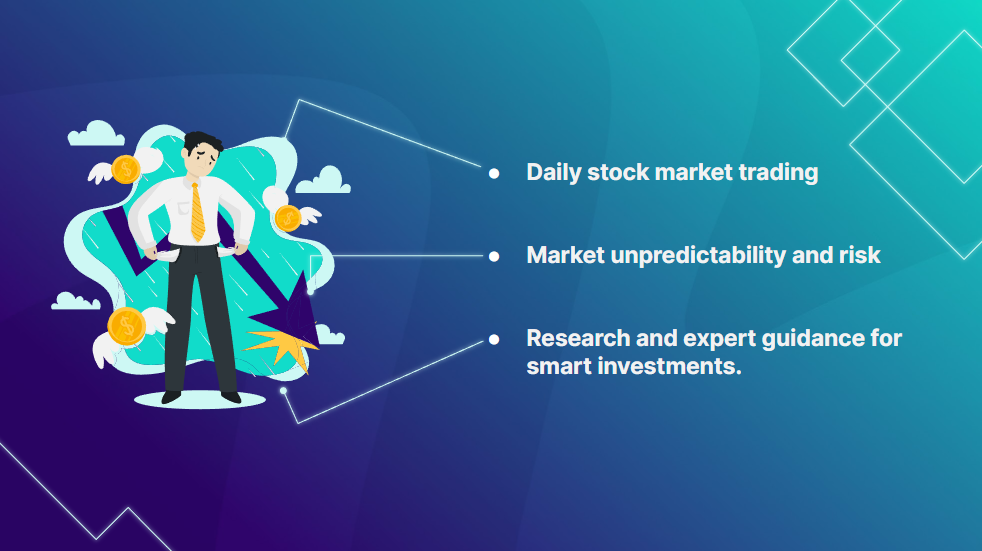 Daily stock market trading
Market unpredictability and risk
Research and expert guidance for
smart investments.